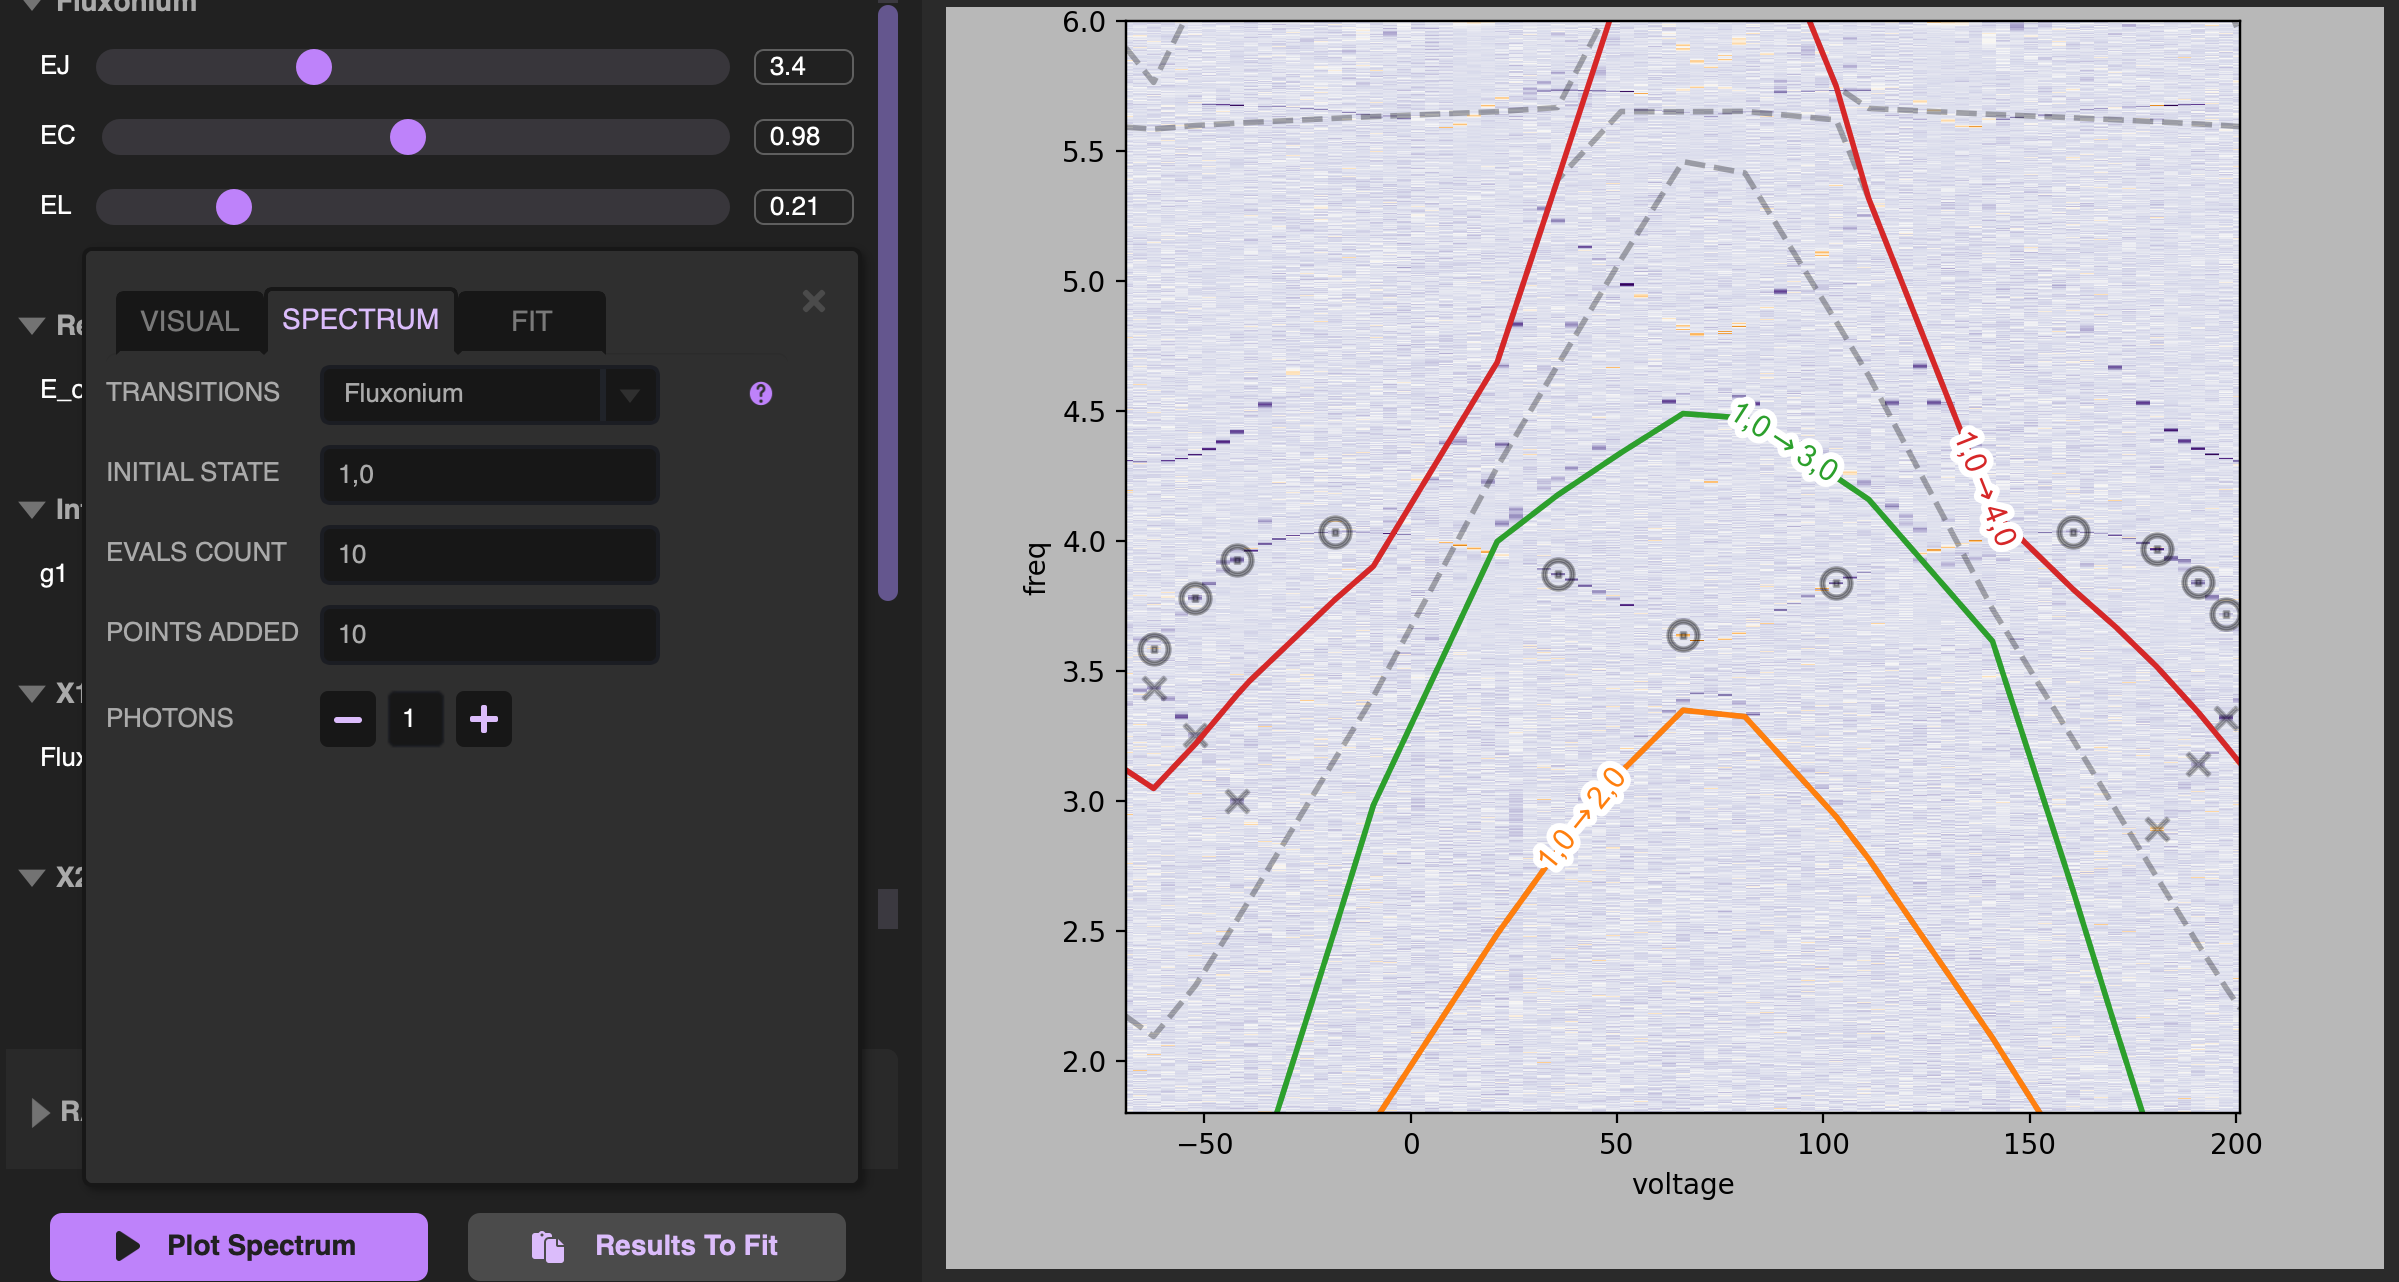 Fluxonium
EJ
3.4
EC
0.98
EL
0.21
VISUAL
SPECTRUM
FIT
TRANSITIONS
Fluxonium
?
INITIAL STATE
1,0
EVALS COUNT
10
POINTS ADDED
10
PHOTONS
1
Re
E_c
In
g1
X1
Flux
X2
R
Plot Spectrum
Results To Fit
6.0
5.5
5.0
4.5
4.0
3.5
3.0
2.5
2.0
freq
−50
0
50
100
150
200
voltage
1,0→3,0
1,0→4,0
1,0→2,0